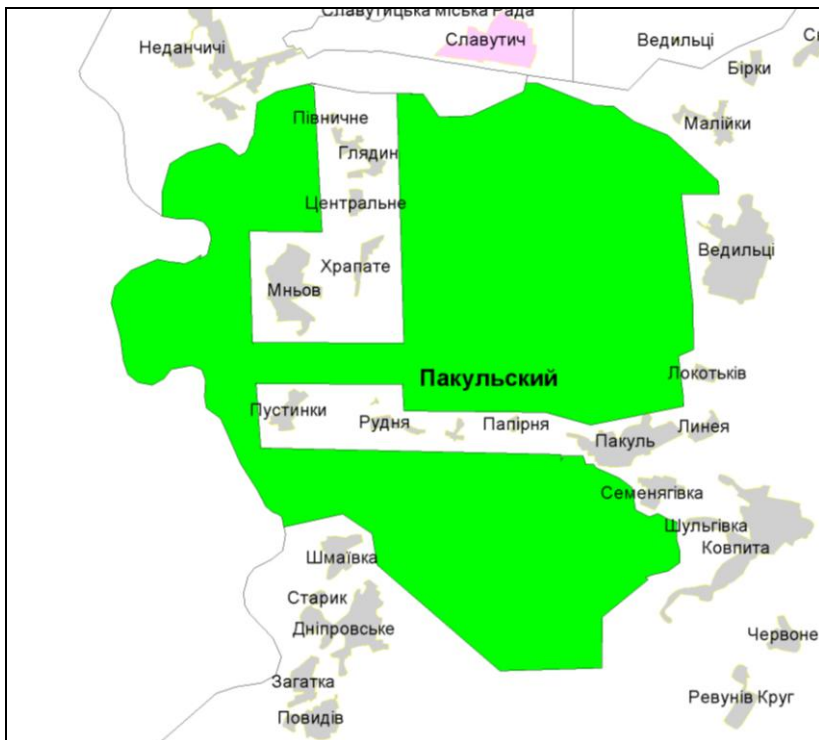 Славутицька міська Рада
Неданчичі
Славутич
Ведильці
Бірки
Малійки
Північне
Глядин
Центральне
Ведильці
Храпате
Мньов
Пакульский
Локотьків
Пустинки
Рудня
Папірня
Пакуль
Линея
Семенягівка
Шульгівка
Ковпита
Шмаївка
Старик
Дніпровське
Червоне
Загатка
Ревунів Круг
Повидів